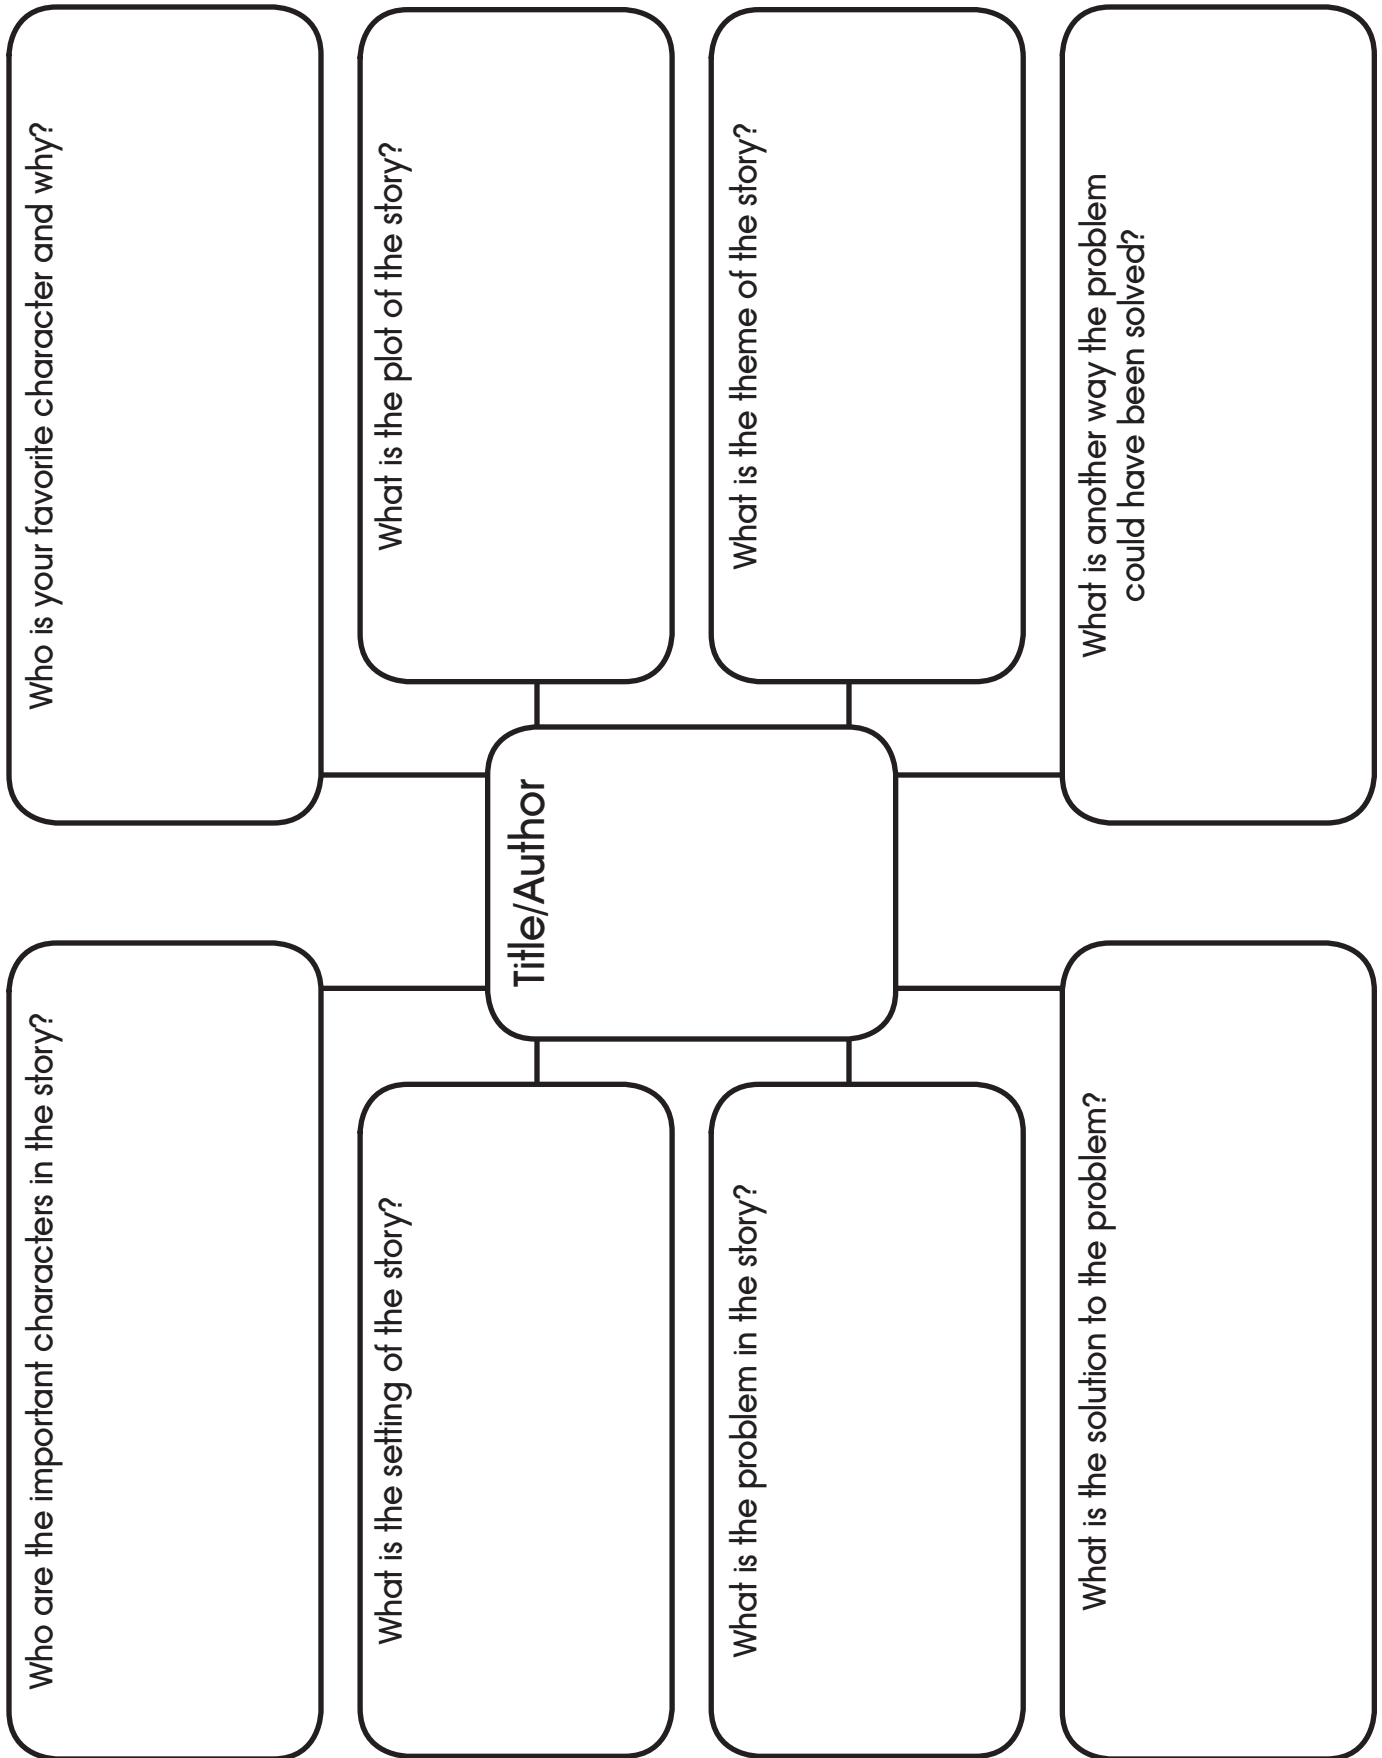 Who are the important characters in the story?
Who is your favorite character and why?
What is the setting of the story?
What is the plot of the story?
Title/Author
What is the problem in the story?
What is the theme of the story?
What is the solution to the problem?
What is another way the problem
could have been solved?